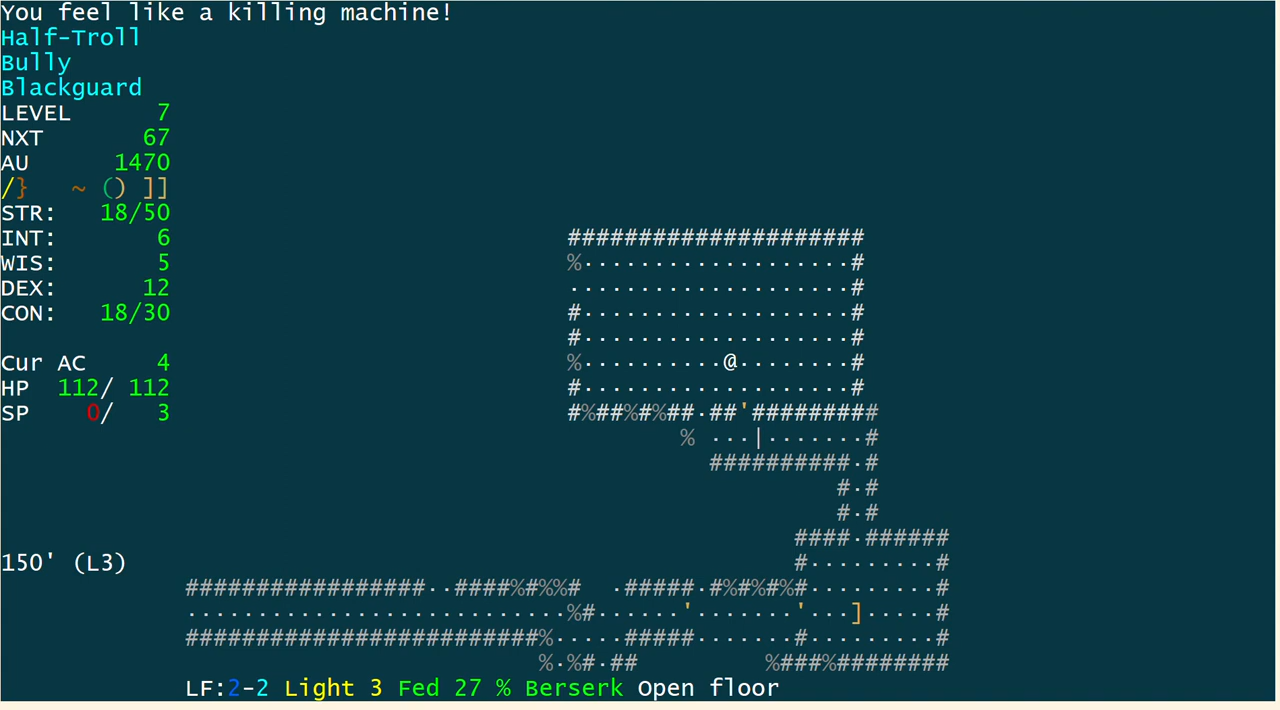 You feel like a killing machine!
Half-Troll
Bully
Blackguard
LEVEL 7
NXT 67
AU 1470
/} ~ () ]]
STR: 18/50
INT: 6 #####################
WIS: 5 %...................#
DEX: 12 ....................#
CON: 18/30 #...................#
#...................#
Cur AC 4 %..........@........#
HP 112/ 112 #...................#
SP 0/ 3 #%##%#%##.##'#########
% ...|.......#
##########.#
#.#
#.#
####.######
150' (L3) #.........#
#################..####%#%%# .#####.#%#%#%#.........#
...........................%#......'.......'...].....#
#########################%.....#####.......#.........#
%.%#.## %###%########
LF:2-2 Light 3 Fed 27 % Berserk Open floor